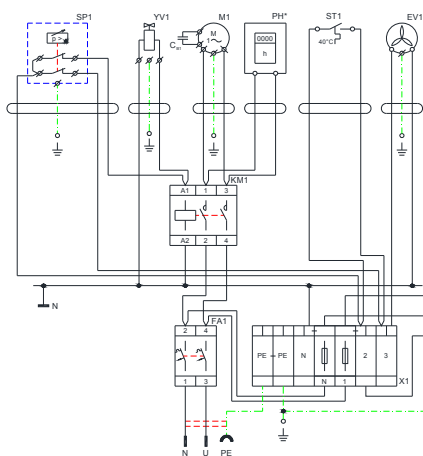 SP1 YV1 M1 PH* ST1 EV1
p >
M
1
C
0000
h
40°C
KM1
A1 1 3
A2 2 4
N
FA1
2 4
1 3
PE PE N 2 3
N 1
X1
N U PE